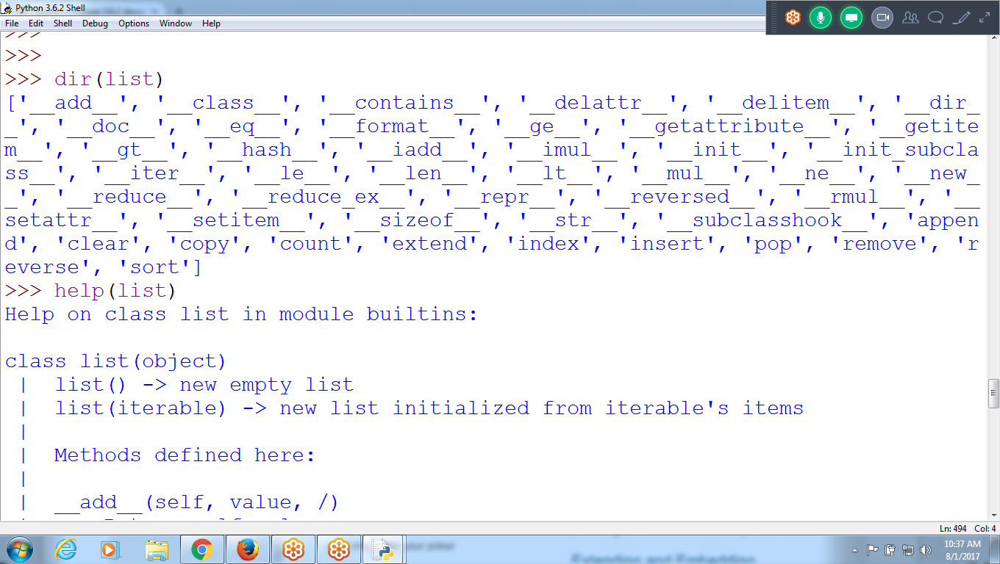 Python 3.6.2 Shell
File Edit Shell Debug Options Window Help
>>>
>>>
>>> dir(list)
['__add__', '__class__', '__contains__', '__delattr__', '__delitem__', '__dir_
_', '__doc__', '__eq__', '__format__', '__ge__', '__getattribute__', '__getite
m__', '__gt__', '__hash__', '__iadd__', '__imul__', '__init__', '__init_subcla
ss__', '__iter__', '__le__', '__len__', '__lt__', '__mul__', '__ne__', '__new_
_', '__reduce__', '__reduce_ex__', '__repr__', '__reversed__', '__rmul__', '__
setattr__', '__setitem__', '__sizeof__', '__str__', '__subclasshook__', 'appen
d', 'clear', 'copy', 'count', 'extend', 'index', 'insert', 'pop', 'remove', 'r
everse', 'sort']
>>> help(list)
Help on class list in module builtins:
class list(object)
 |  list() -> new empty list
 |  list(iterable) -> new list initialized from iterable's items
 |
 |  Methods defined here:
 |
 |  __add__(self, value, /)
Ln: 494 Col: 4
10:37 AM
8/1/2017